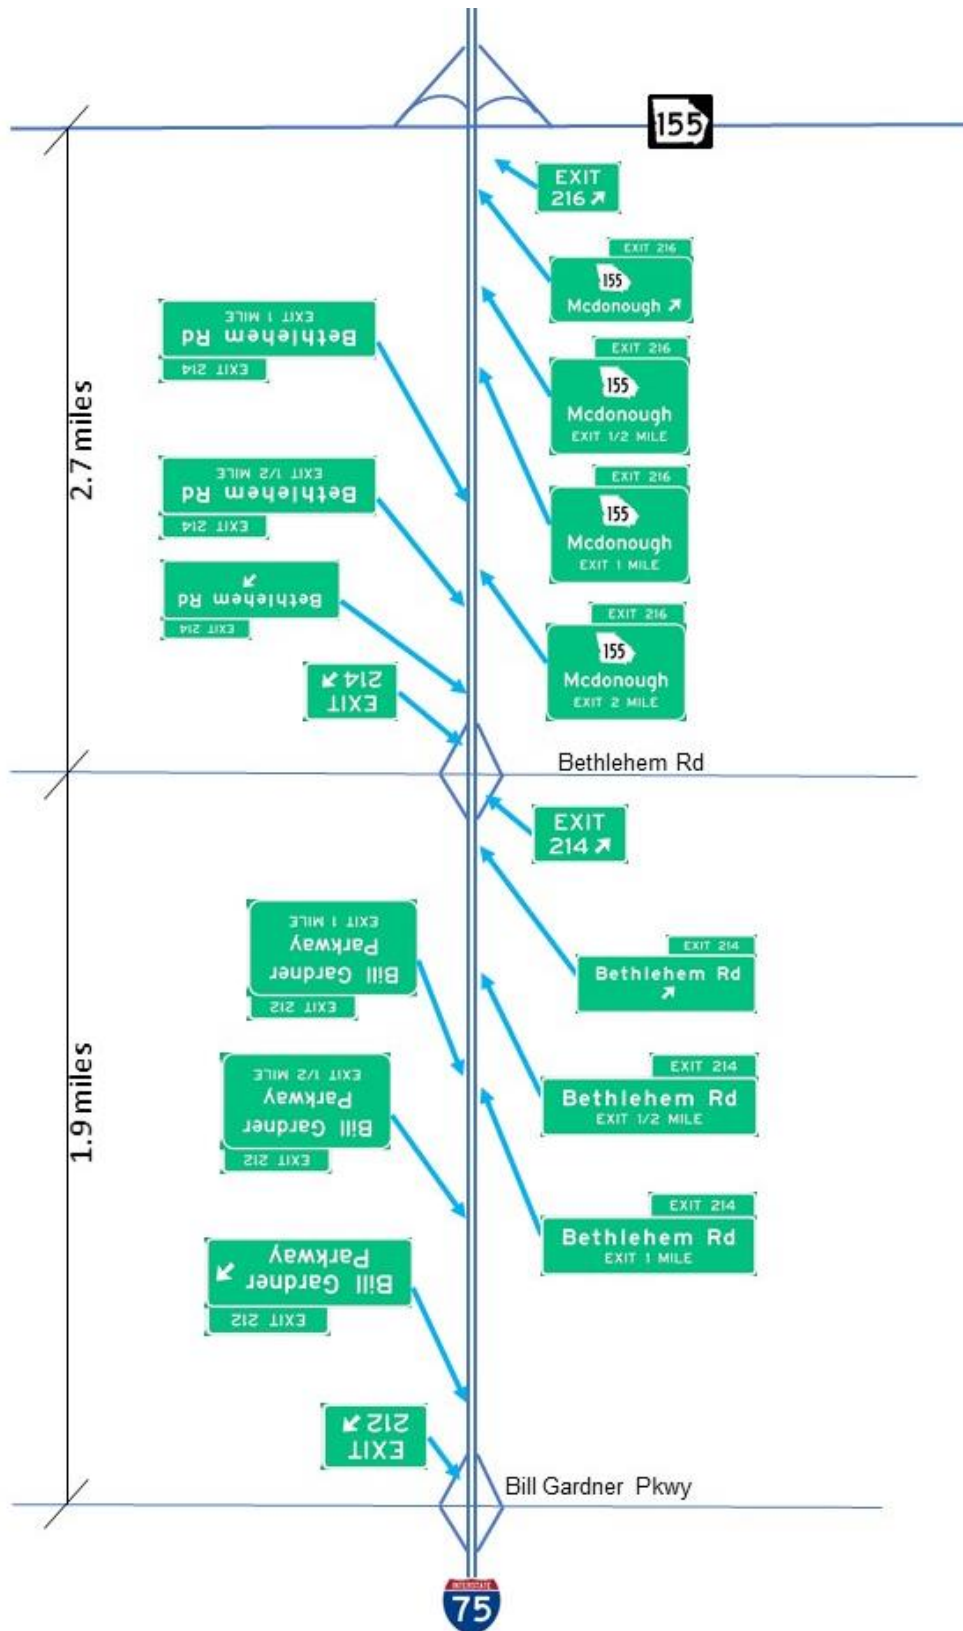 155
EXIT
216 ↗
EXIT 216
155
Mcdonough ↗
EXIT 216
155
Mcdonough
EXIT 1/2 MILE
EXIT 216
155
Mcdonough
EXIT 1 MILE
EXIT 216
155
Mcdonough
EXIT 2 MILE
2.7 miles
EXIT 214
Bethlehem Rd
EXIT 1 MILE
EXIT 214
Bethlehem Rd
EXIT 1/2 MILE
EXIT 214
Bethlehem Rd
↗
EXIT
214 ↗
Bethlehem Rd
EXIT
214 ↗
EXIT 214
Bethlehem Rd
↗
EXIT 214
Bethlehem Rd
EXIT 1/2 MILE
EXIT 214
Bethlehem Rd
EXIT 1 MILE
1.9 miles
EXIT 212
Bill Gardner
Parkway
EXIT 1 MILE
EXIT 212
Bill Gardner
Parkway
EXIT 1/2 MILE
EXIT 212
Bill Gardner ↗
Parkway
EXIT
212 ↗
Bill Gardner Pkwy
INTERSTATE
75